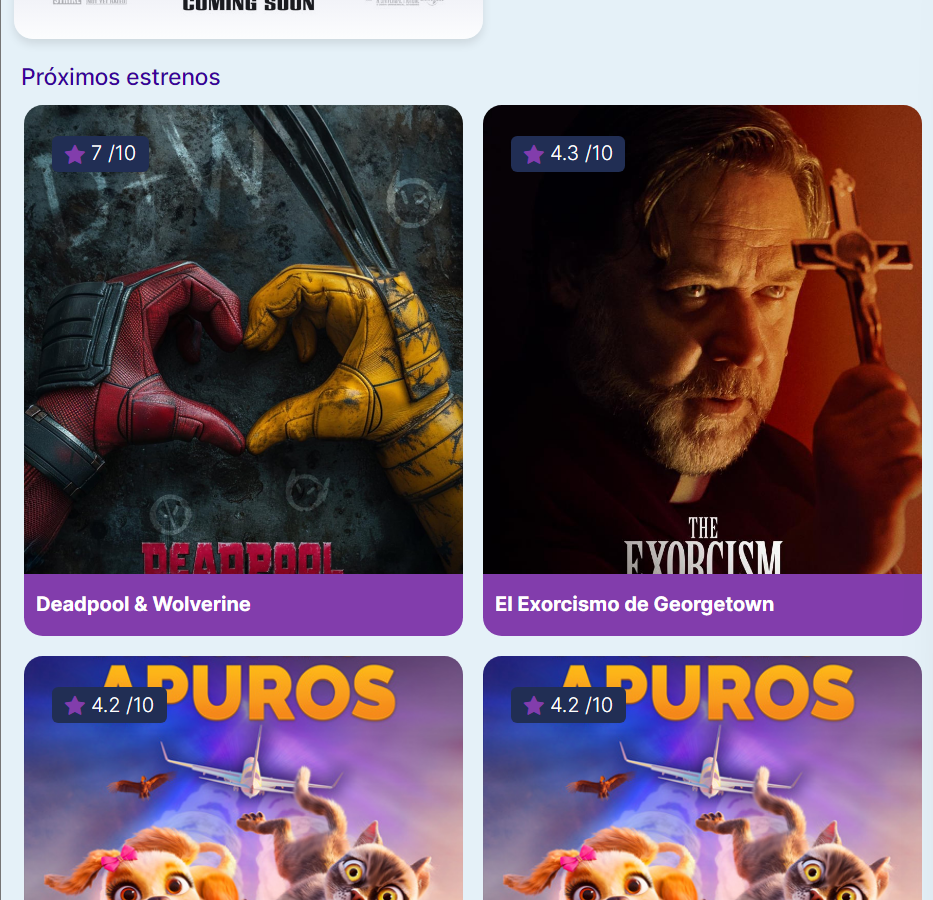 COMING SOON
Próximos estrenos
7 /10
4.3 /10
DEADPOOL
THE
EXORCISM
Deadpool & Wolverine
El Exorcismo de Georgetown
APUROS
4.2 /10
APUROS
4.2 /10